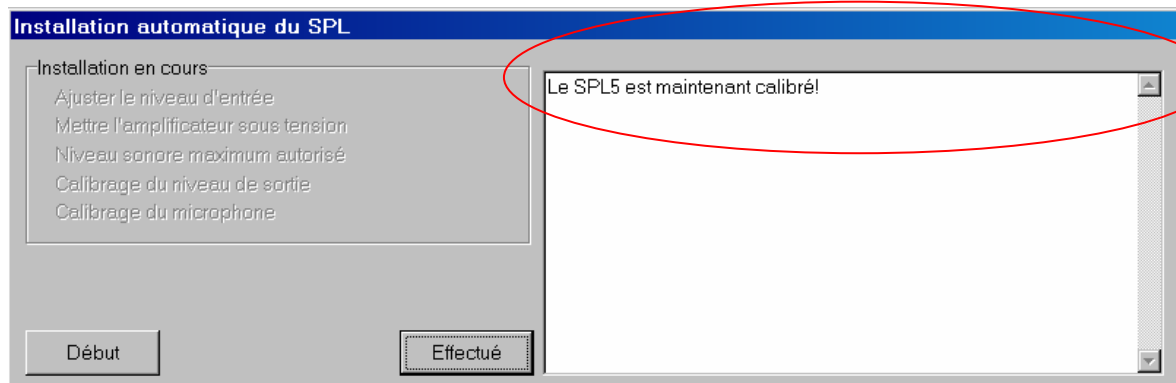 Installation automatique du SPL
Installation en cours
Ajuster le niveau d'entrée
Mettre l'amplificateur sous tension
Niveau sonore maximum autorisé
Calibrage du niveau de sortie
Calibrage du microphone
Le SPL5 est maintenant calibré!
Début
Effectué